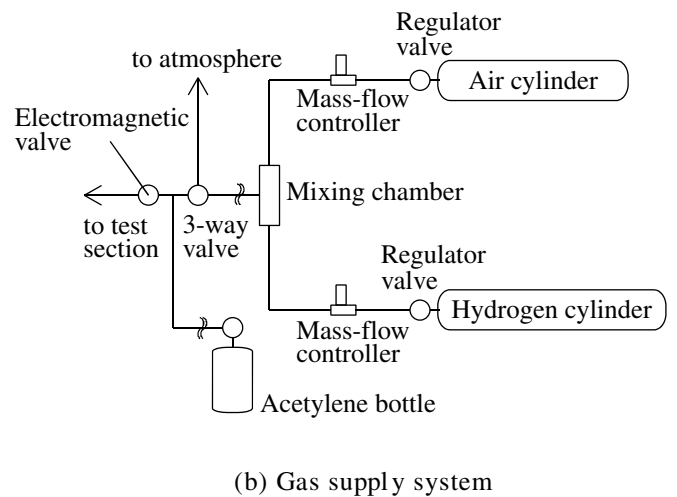 Regulator
valve
to atmosphere
Air cylinder
Mass-flow
controller
Electromagnetic
valve
Mixing chamber
to test
section
3-way
valve
Regulator
valve
Hydrogen cylinder
Mass-flow
controller
Acetylene bottle
(b) Gas supply system